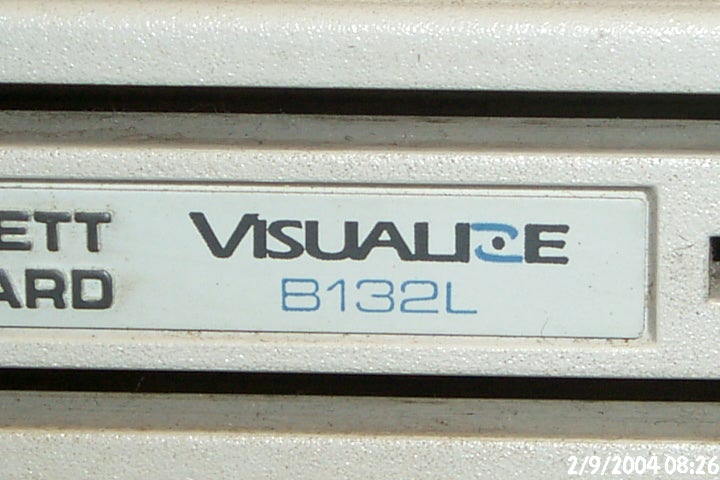 ETT
ARD
VISUALIZE
B132L
2/9/2004 08:26